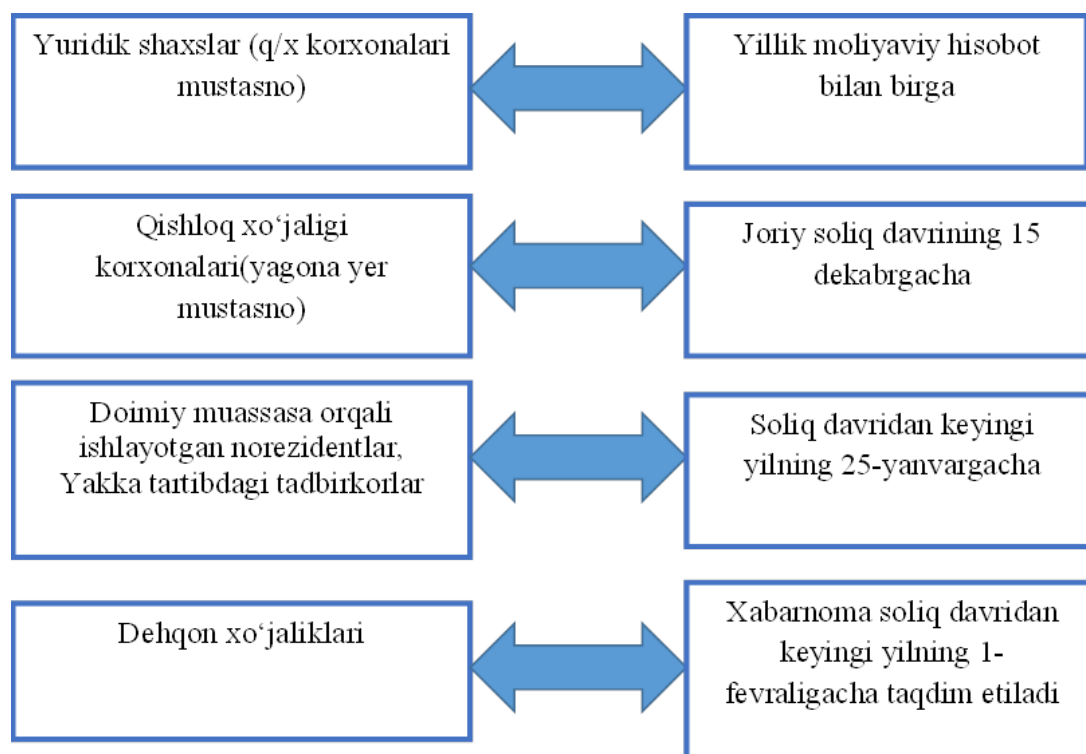 Yuridik shaxslar (q/x korxonalari
mustasno)
Yillik moliyaviy hisobot
bilan birga
Qishloq xo‘jaligi
korxonalari(yagona yer
mustasno)
Joriy soliq davrining 15
dekabrgacha
Doimiy muassasa orqali
ishlayotgan norezidentlar,
Yakka tartibdagi tadbirkorlar
Soliq davridan keyingi
yilning 25-yanvargacha
Dehqon xo‘jaliklari
Xabarnoma soliq davridan
keyingi yilning 1-
fevraligacha taqdim etiladi